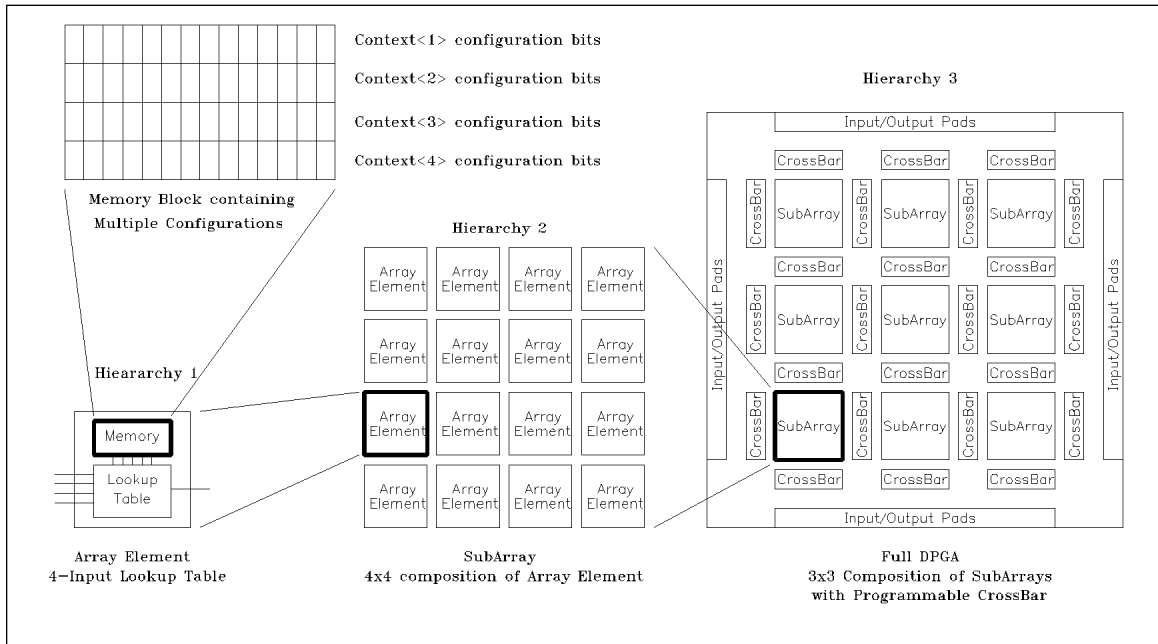 Context<1> configuration bits
Context<2> configuration bits
Context<3> configuration bits
Context<4> configuration bits
Memory Block containing
Multiple Configurations
Hieararchy 1
Memory
Lookup
Table
Array Element
4-Input Lookup Table
Hierarchy 2
Array Element Array Element Array Element Array Element
Array Element Array Element Array Element Array Element
Array Element Array Element Array Element Array Element
Array Element Array Element Array Element Array Element
SubArray
4x4 composition of Array Element
Hierarchy 3
Input/Output Pads
CrossBar CrossBar CrossBar
CrossBar SubArray CrossBar SubArray CrossBar SubArray CrossBar
CrossBar CrossBar CrossBar
Input/Output Pads CrossBar SubArray CrossBar SubArray CrossBar SubArray CrossBar Input/Output Pads
CrossBar CrossBar CrossBar
CrossBar SubArray CrossBar SubArray CrossBar SubArray CrossBar
CrossBar CrossBar CrossBar
Input/Output Pads
Full DPGA
3x3 Composition of SubArrays
with Programmable CrossBar